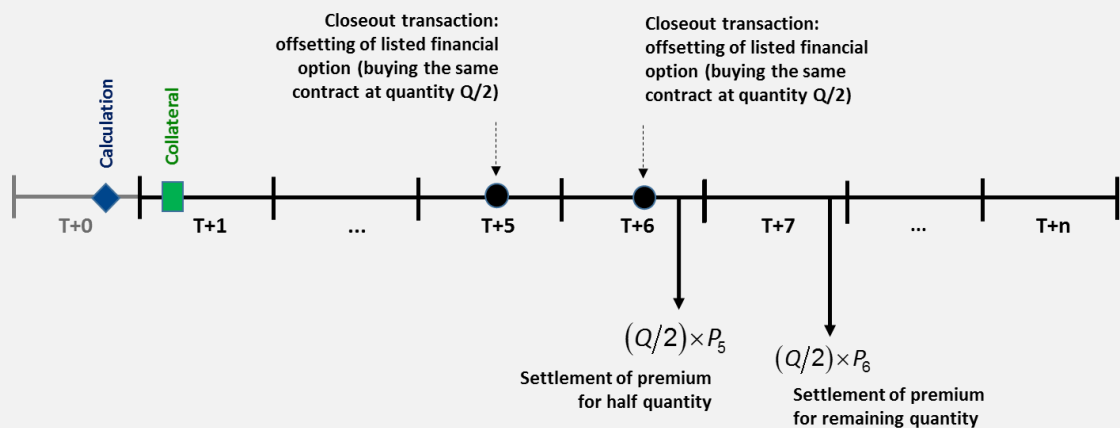 Closeout transaction:
offsetting of listed financial
option (buying the same
contract at quantity Q/2)
Closeout transaction:
offsetting of listed financial
option (buying the same
contract at quantity Q/2)
Calculation
Collateral
T+0
T+1
...
T+5
T+6
T+7
...
T+n
(Q/2)×P₅
Settlement of premium
for half quantity
(Q/2)×P₆
Settlement of premium
for remaining quantity